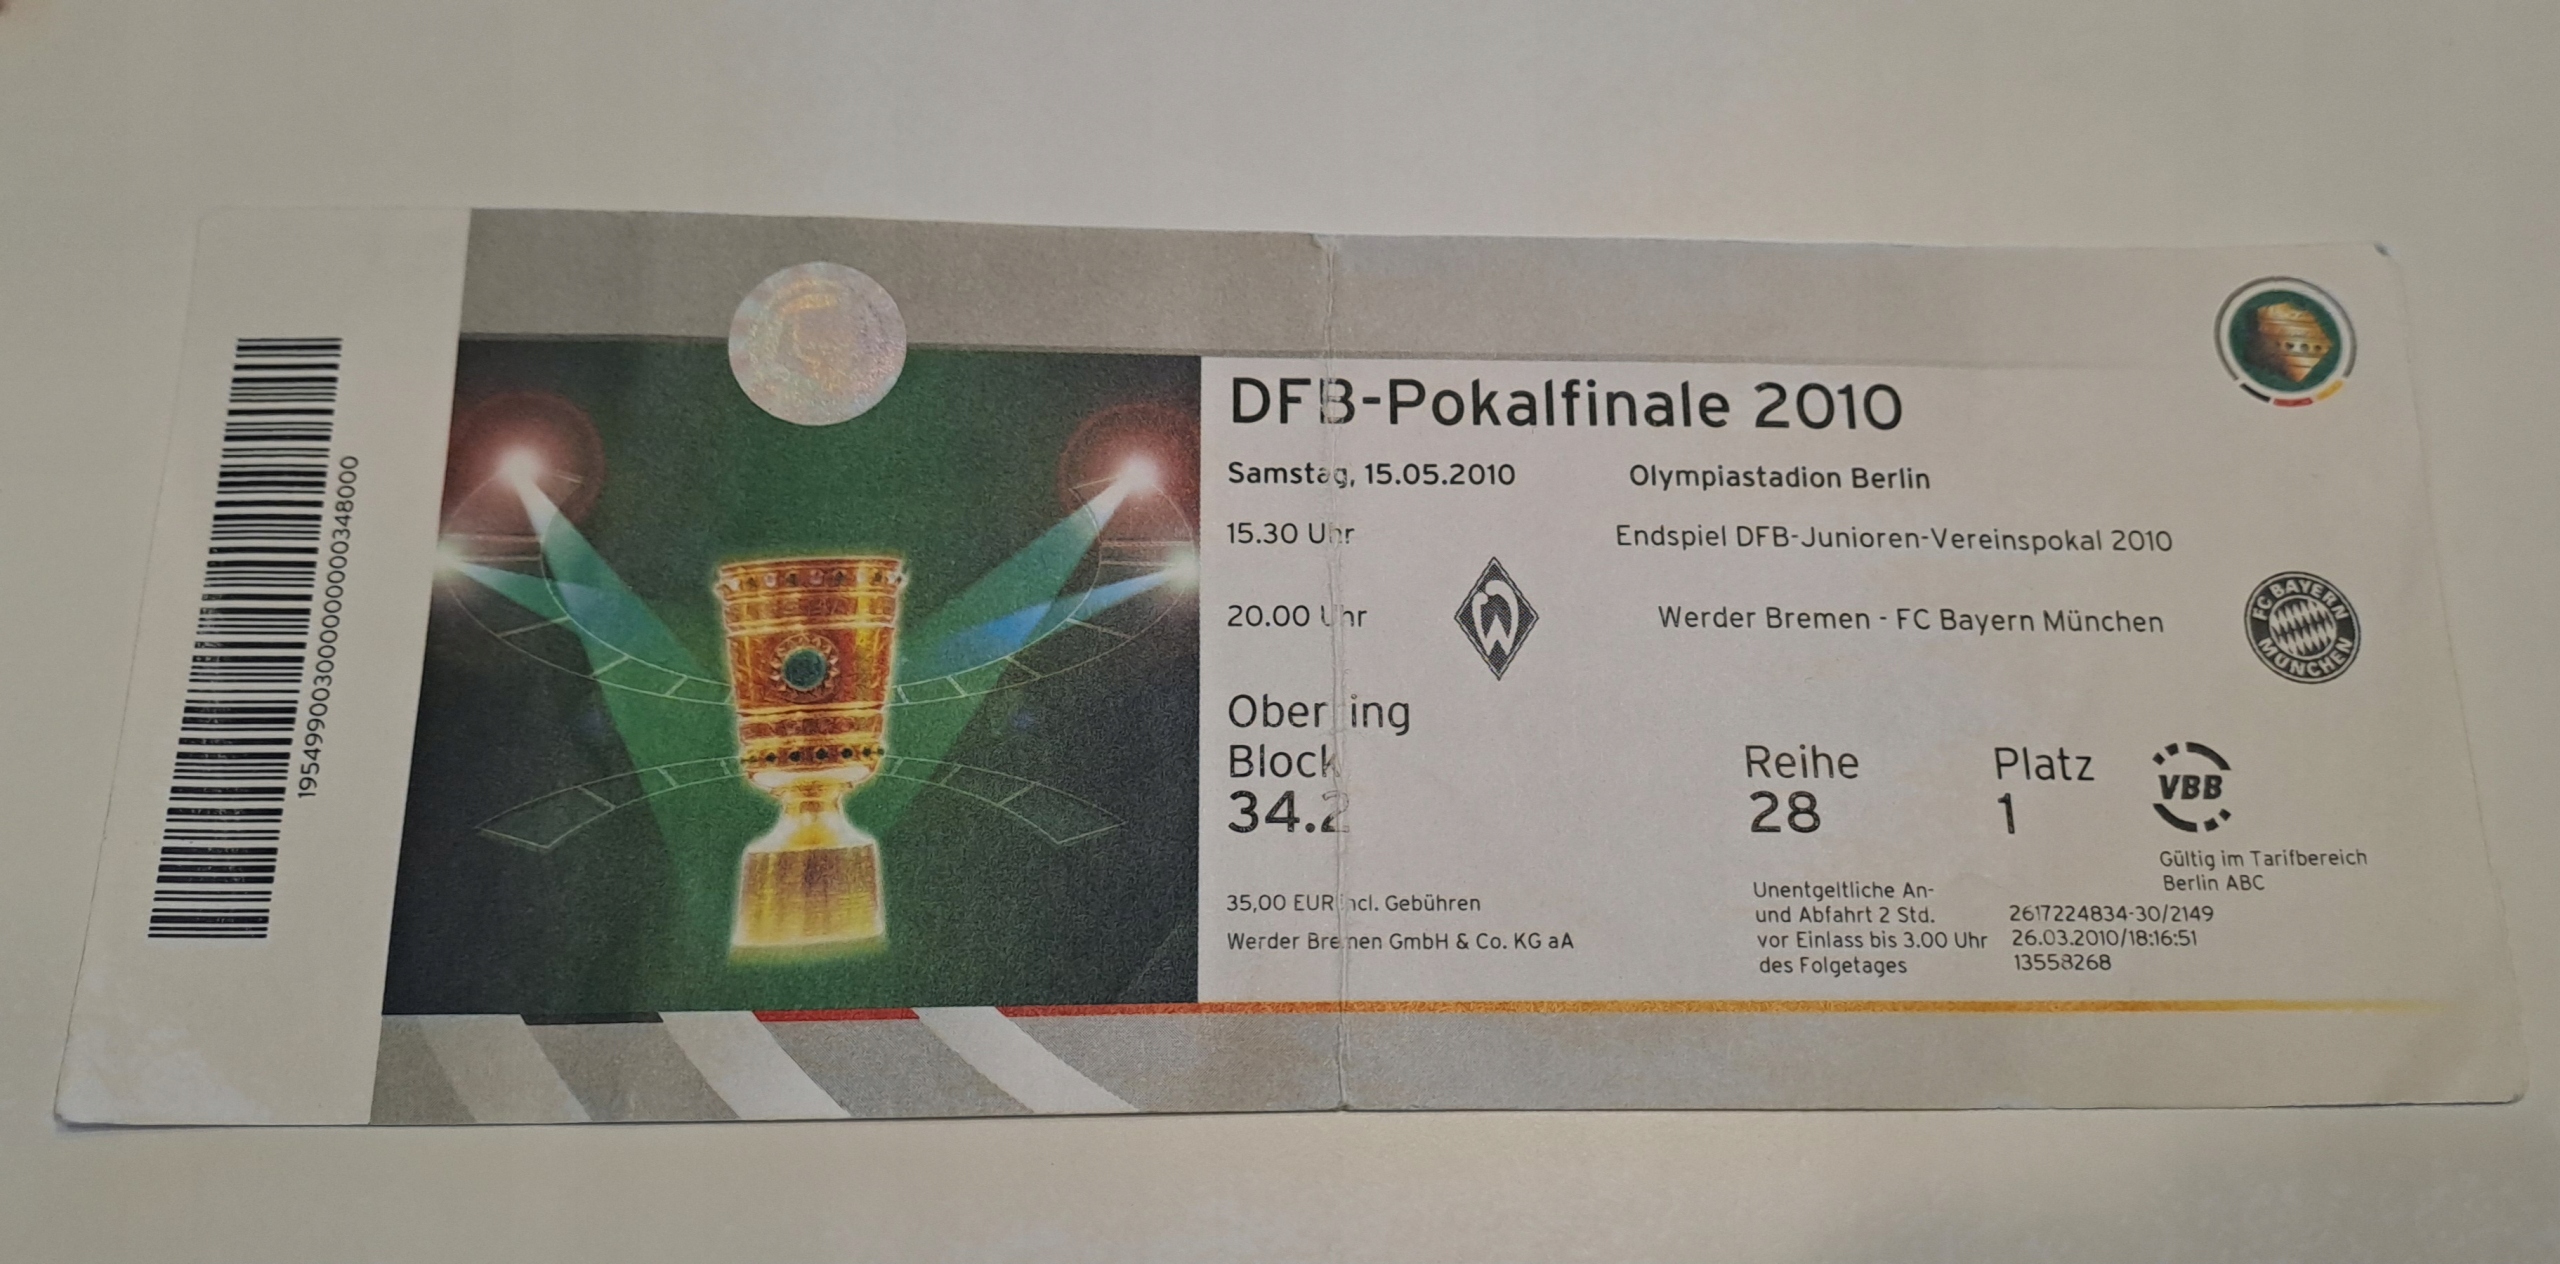 195499003000000000348000
DFB-Pokalfinale 2010
Samstag, 15.05.2010 Olympiastadion Berlin
15.30 Uhr Endspiel DFB-Junioren-Vereinspokal 2010
20.00 Uhr W Werder Bremen - FC Bayern München FC BAYERN MÜNCHEN
Oberring
Block Reihe Platz VBB
34.2 28 1
Gültig im Tarifbereich
Berlin ABC
35,00 EUR incl. Gebühren
Werder Bremen GmbH & Co. KG aA
Unentgeltliche An-
und Abfahrt 2 Std.
vor Einlass bis 3.00 Uhr
des Folgetages
2617224834-30/2149
26.03.2010/18:16:51
13558268